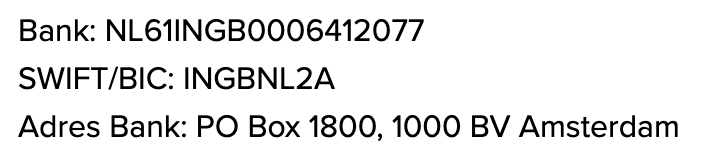 Bank: NL61INGB0006412077
SWIFT/BIC: INGBNL2A
Adres Bank: PO Box 1800, 1000 BV Amsterdam